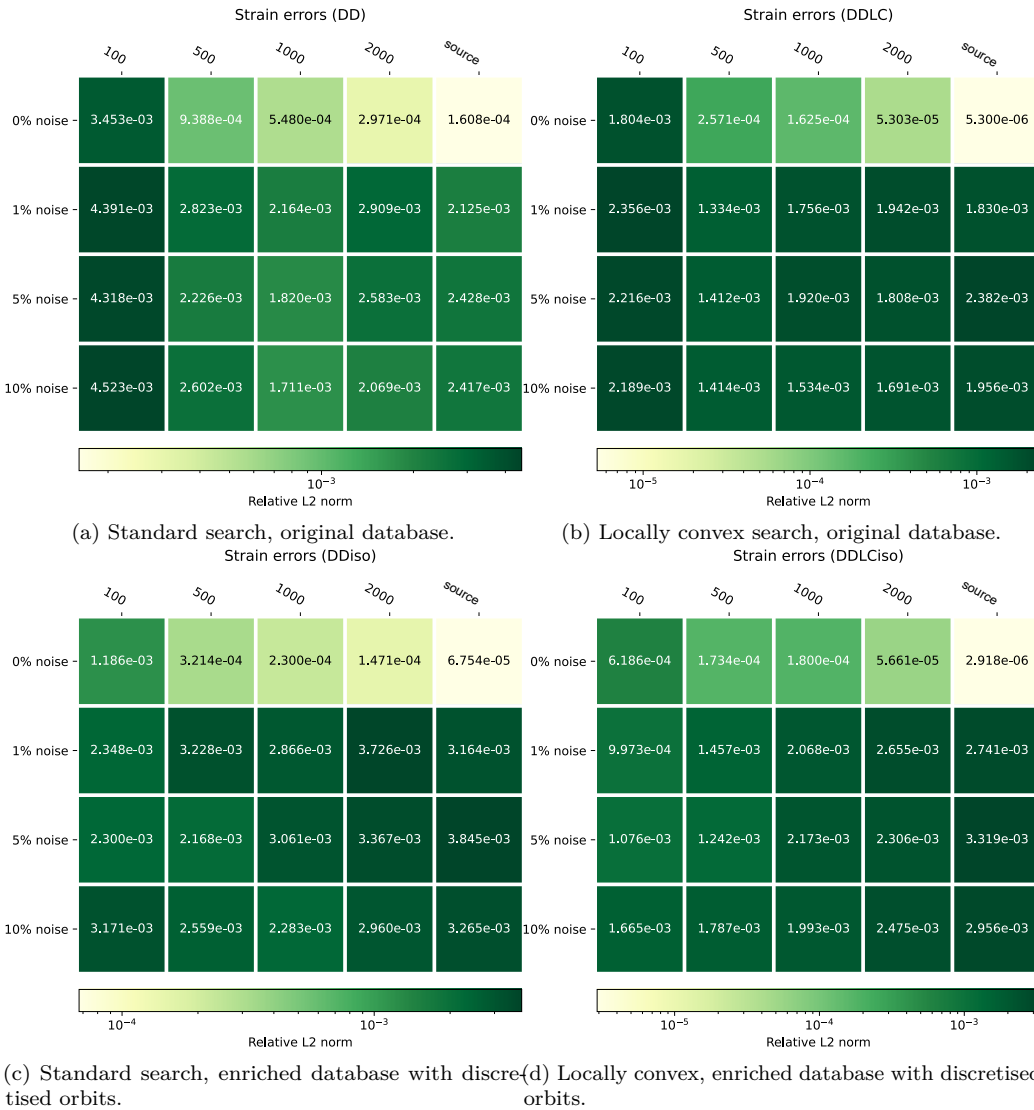 Strain errors (DD)
100 500 1000 2000 source
0% noise 3.453e-03 9.388e-04 5.480e-04 2.971e-04 1.608e-04
1% noise 4.391e-03 2.823e-03 2.164e-03 2.909e-03 2.125e-03
5% noise 4.318e-03 2.226e-03 1.820e-03 2.583e-03 2.428e-03
10% noise 4.523e-03 2.602e-03 1.711e-03 2.069e-03 2.417e-03
10⁻³
Relative L2 norm
(a) Standard search, original database.
Strain errors (DDLC)
100 500 1000 2000 source
0% noise 1.804e-03 2.571e-04 1.625e-04 5.303e-05 5.300e-06
1% noise 2.356e-03 1.334e-03 1.756e-03 1.942e-03 1.830e-03
5% noise 2.216e-03 1.412e-03 1.920e-03 1.808e-03 2.382e-03
10% noise 2.189e-03 1.414e-03 1.534e-03 1.691e-03 1.956e-03
10⁻⁵ 10⁻⁴ 10⁻³
Relative L2 norm
(b) Locally convex search, original database.
Strain errors (DDiso)
100 500 1000 2000 source
0% noise 1.186e-03 3.214e-04 2.300e-04 1.471e-04 6.754e-05
1% noise 2.348e-03 3.228e-03 2.866e-03 3.726e-03 3.164e-03
5% noise 2.300e-03 2.168e-03 3.061e-03 3.367e-03 3.845e-03
10% noise 3.171e-03 2.559e-03 2.283e-03 2.960e-03 3.265e-03
10⁻⁴ 10⁻³
Relative L2 norm
(c) Standard search, enriched database with discre-
tised orbits.
Strain errors (DDLCiso)
100 500 1000 2000 source
0% noise 6.186e-04 1.734e-04 1.800e-04 5.661e-05 2.918e-06
1% noise 9.973e-04 1.457e-03 2.068e-03 2.655e-03 2.741e-03
5% noise 1.076e-03 1.242e-03 2.173e-03 2.306e-03 3.319e-03
10% noise 1.665e-03 1.787e-03 1.993e-03 2.475e-03 2.956e-03
10⁻⁵ 10⁻⁴ 10⁻³
Relative L2 norm
(d) Locally convex, enriched database with discretised
orbits.